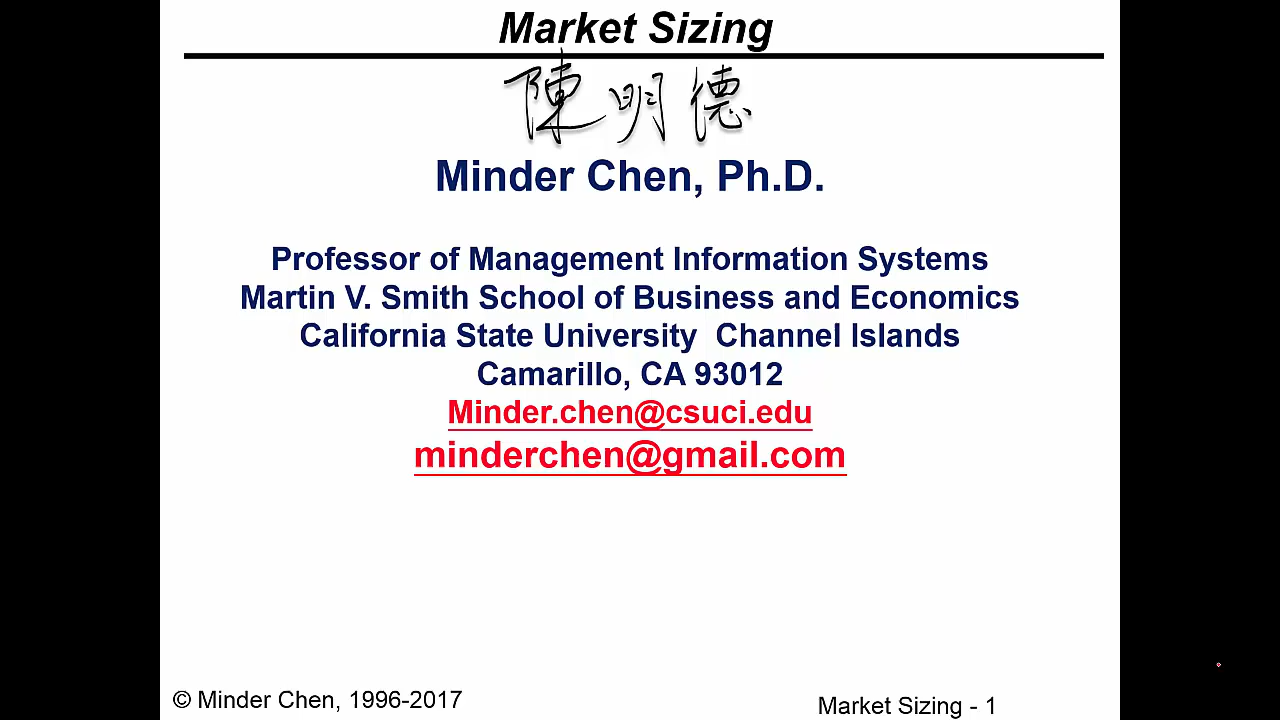 Market Sizing
陳明德
Minder Chen, Ph.D.
Professor of Management Information Systems
Martin V. Smith School of Business and Economics
California State University  Channel Islands
Camarillo, CA 93012
Minder.chen@csuci.edu
minderchen@gmail.com
© Minder Chen, 1996-2017
Market Sizing - 1